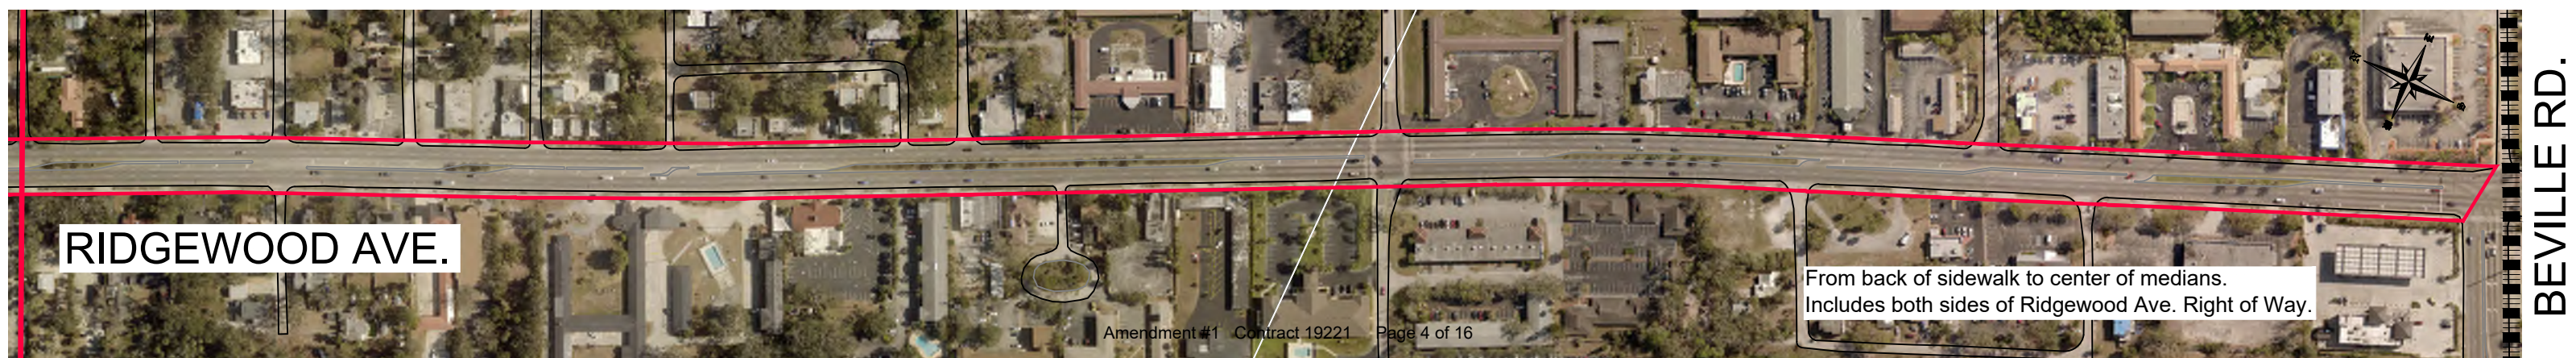 RIDGEWOOD AVE.
From back of sidewalk to center of medians.
Includes both sides of Ridgewood Ave. Right of Way.
Amendment #1 Contract 19221 Page 4 of 16
BEVILLE RD.